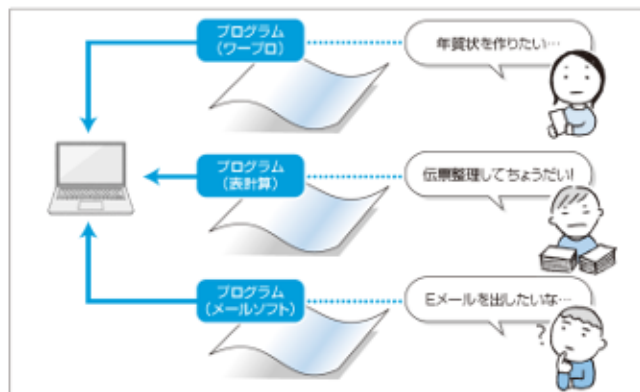 プログラム
(ワープロ)
年賀状を作りたい…
プログラム
(表計算)
伝票整理してちょうだい!
プログラム
(メールソフト)
Eメールを出したいな…
?